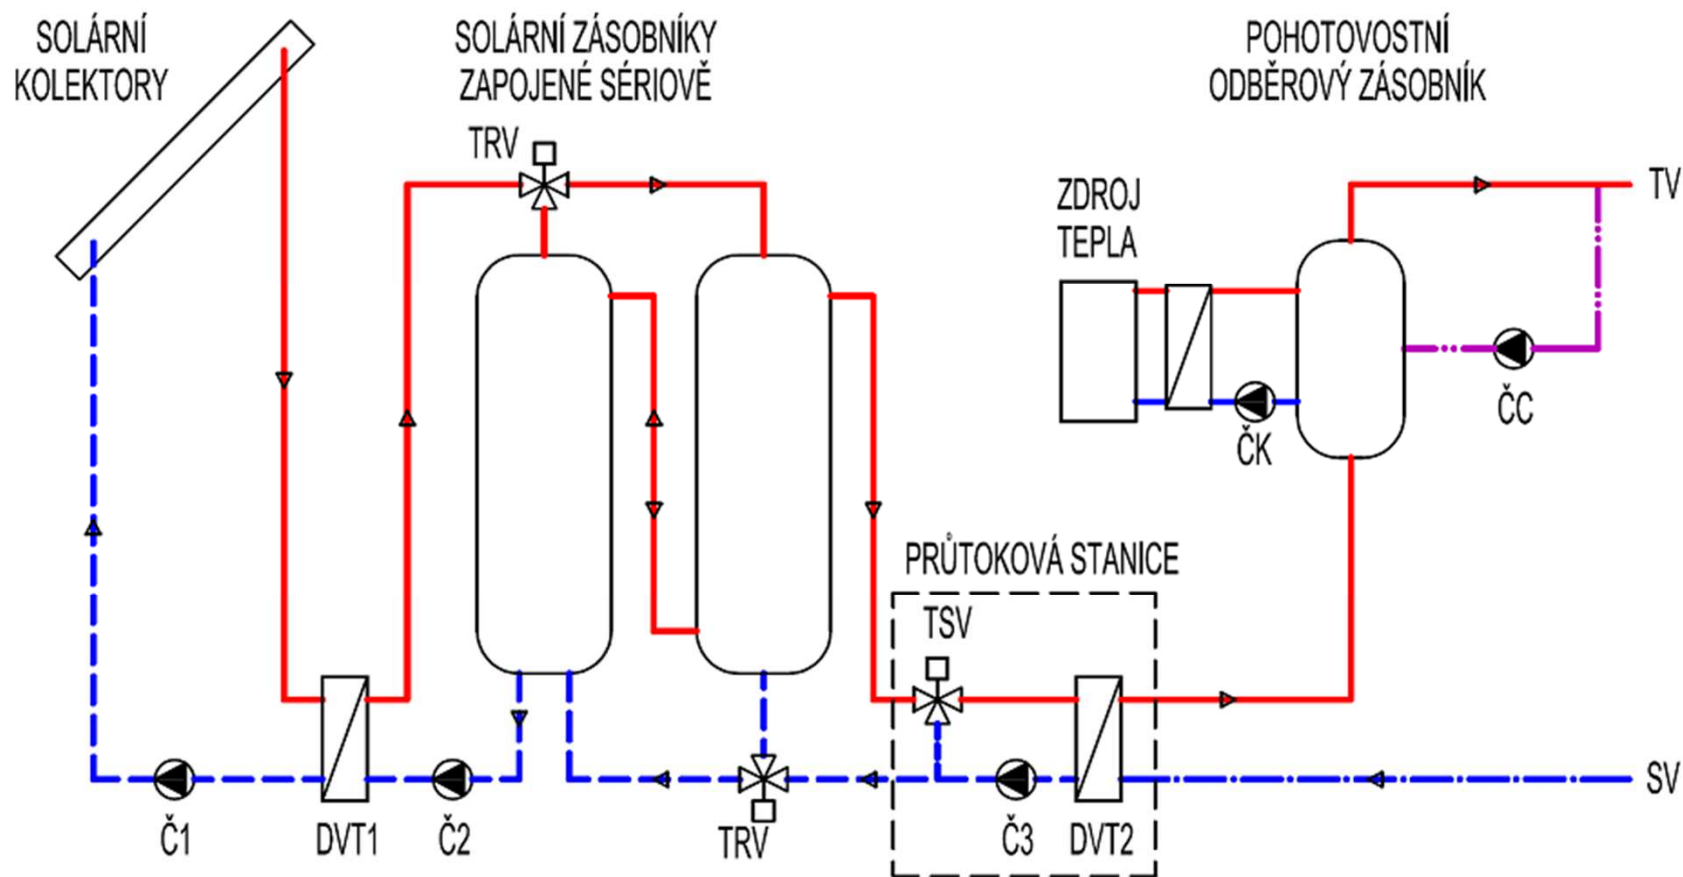 SOLÁRNÍ
KOLEKTORY
SOLÁRNÍ ZÁSOBNÍKY
ZAPOJENÉ SÉRIOVĚ
POHOTOVOSTNÍ
ODBĚROVÝ ZÁSOBNÍK
TRV
TV
ZDROJ
TEPLA
ČC
ČK
PRŮTOKOVÁ STANICE
TSV
SV
Č1
DVT1
Č2
TRV
Č3
DVT2